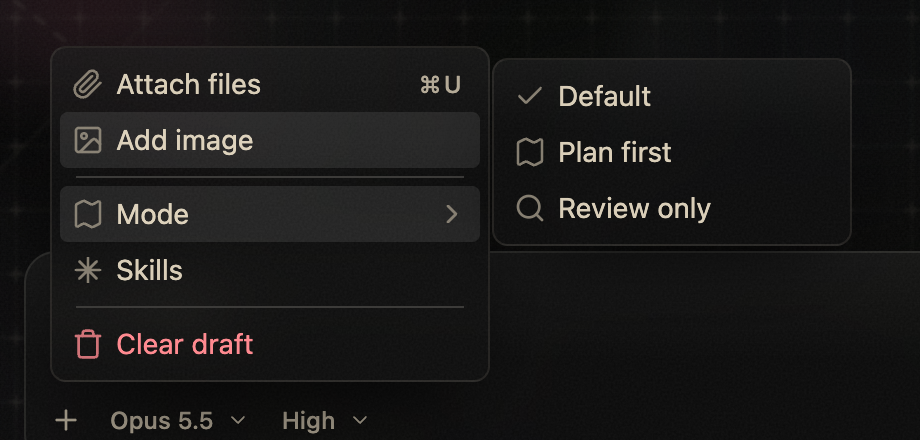 Attach files ⌘U
Add image
Mode
Skills
Clear draft
Default
Plan first
Review only
Opus 5.5
High